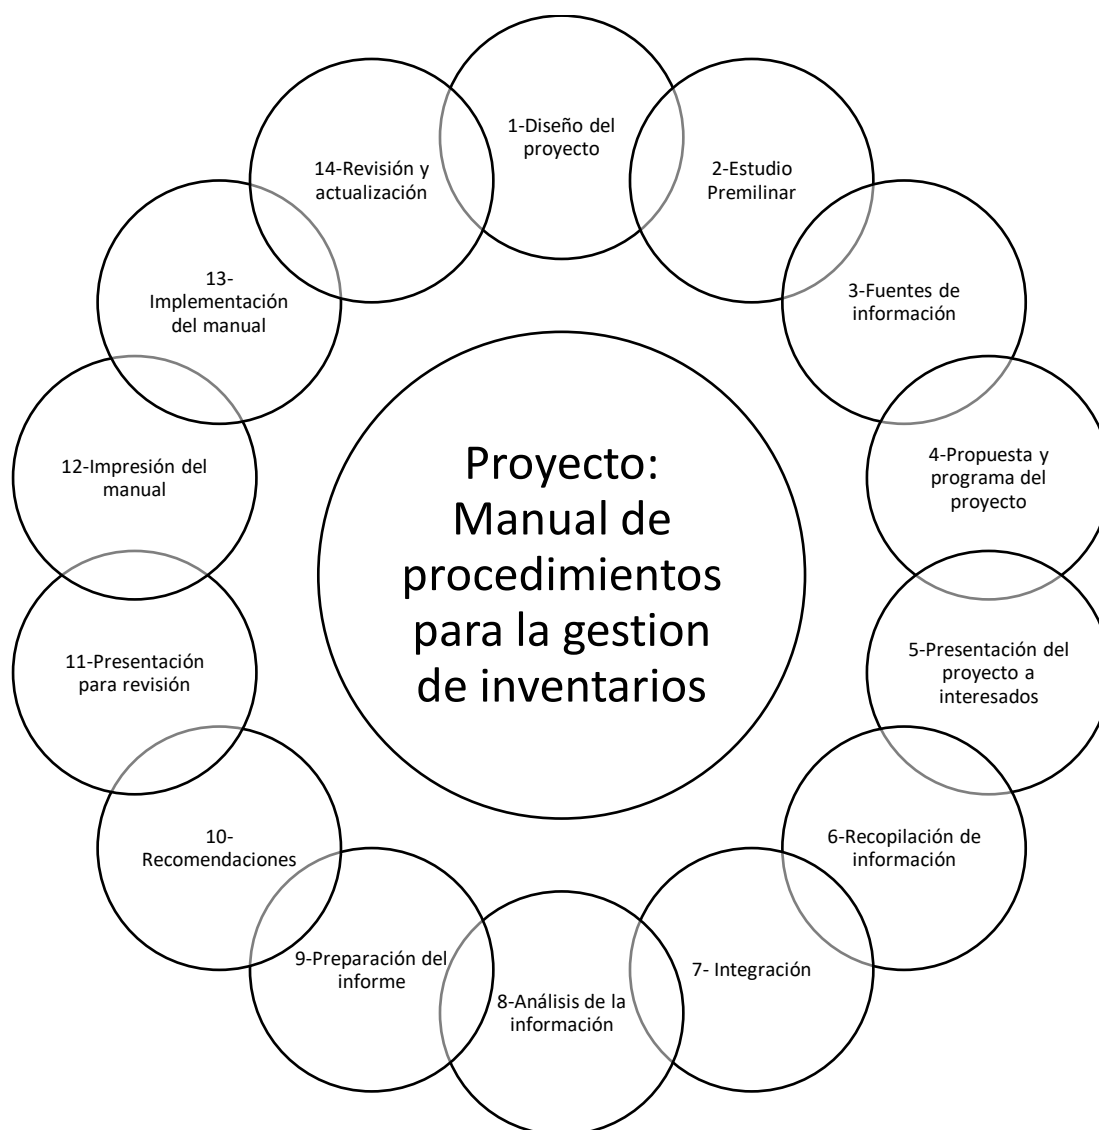 1-Diseño del
proyecto
2-Estudio
Premilinar
3-Fuentes de
información
4-Propuesta y
programa del
proyecto
5-Presentación del
proyecto a
interesados
6-Recopilación de
información
7- Integración
8-Análisis de la
información
9-Preparación del
informe
10-
Recomendaciones
11-Presentación
para revisión
12-Impresión del
manual
13-
Implementación
del manual
14-Revisión y
actualización
Proyecto:
Manual de
procedimientos
para la gestion
de inventarios